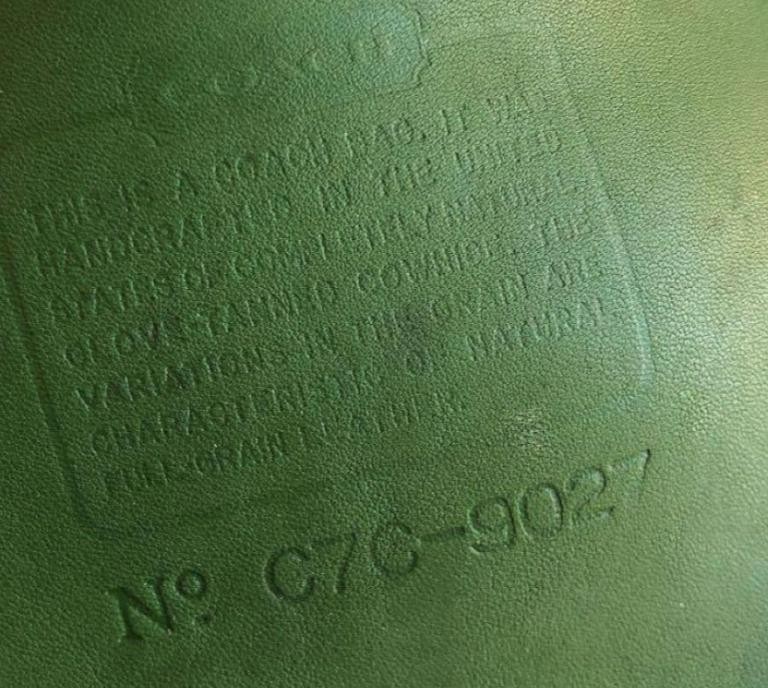 COACH
THIS IS A COACH BAG. IT WAS
HANDCRAFTED IN THE UNITED
STATES OF COMPLETELY NATURAL
GLOVE-TANNED COWHIDE. THE
VARIATIONS IN THE GRAIN ARE
CHARACTERISTIC OF NATURAL
FULL-GRAIN LEATHER.
Nº C7C-9027